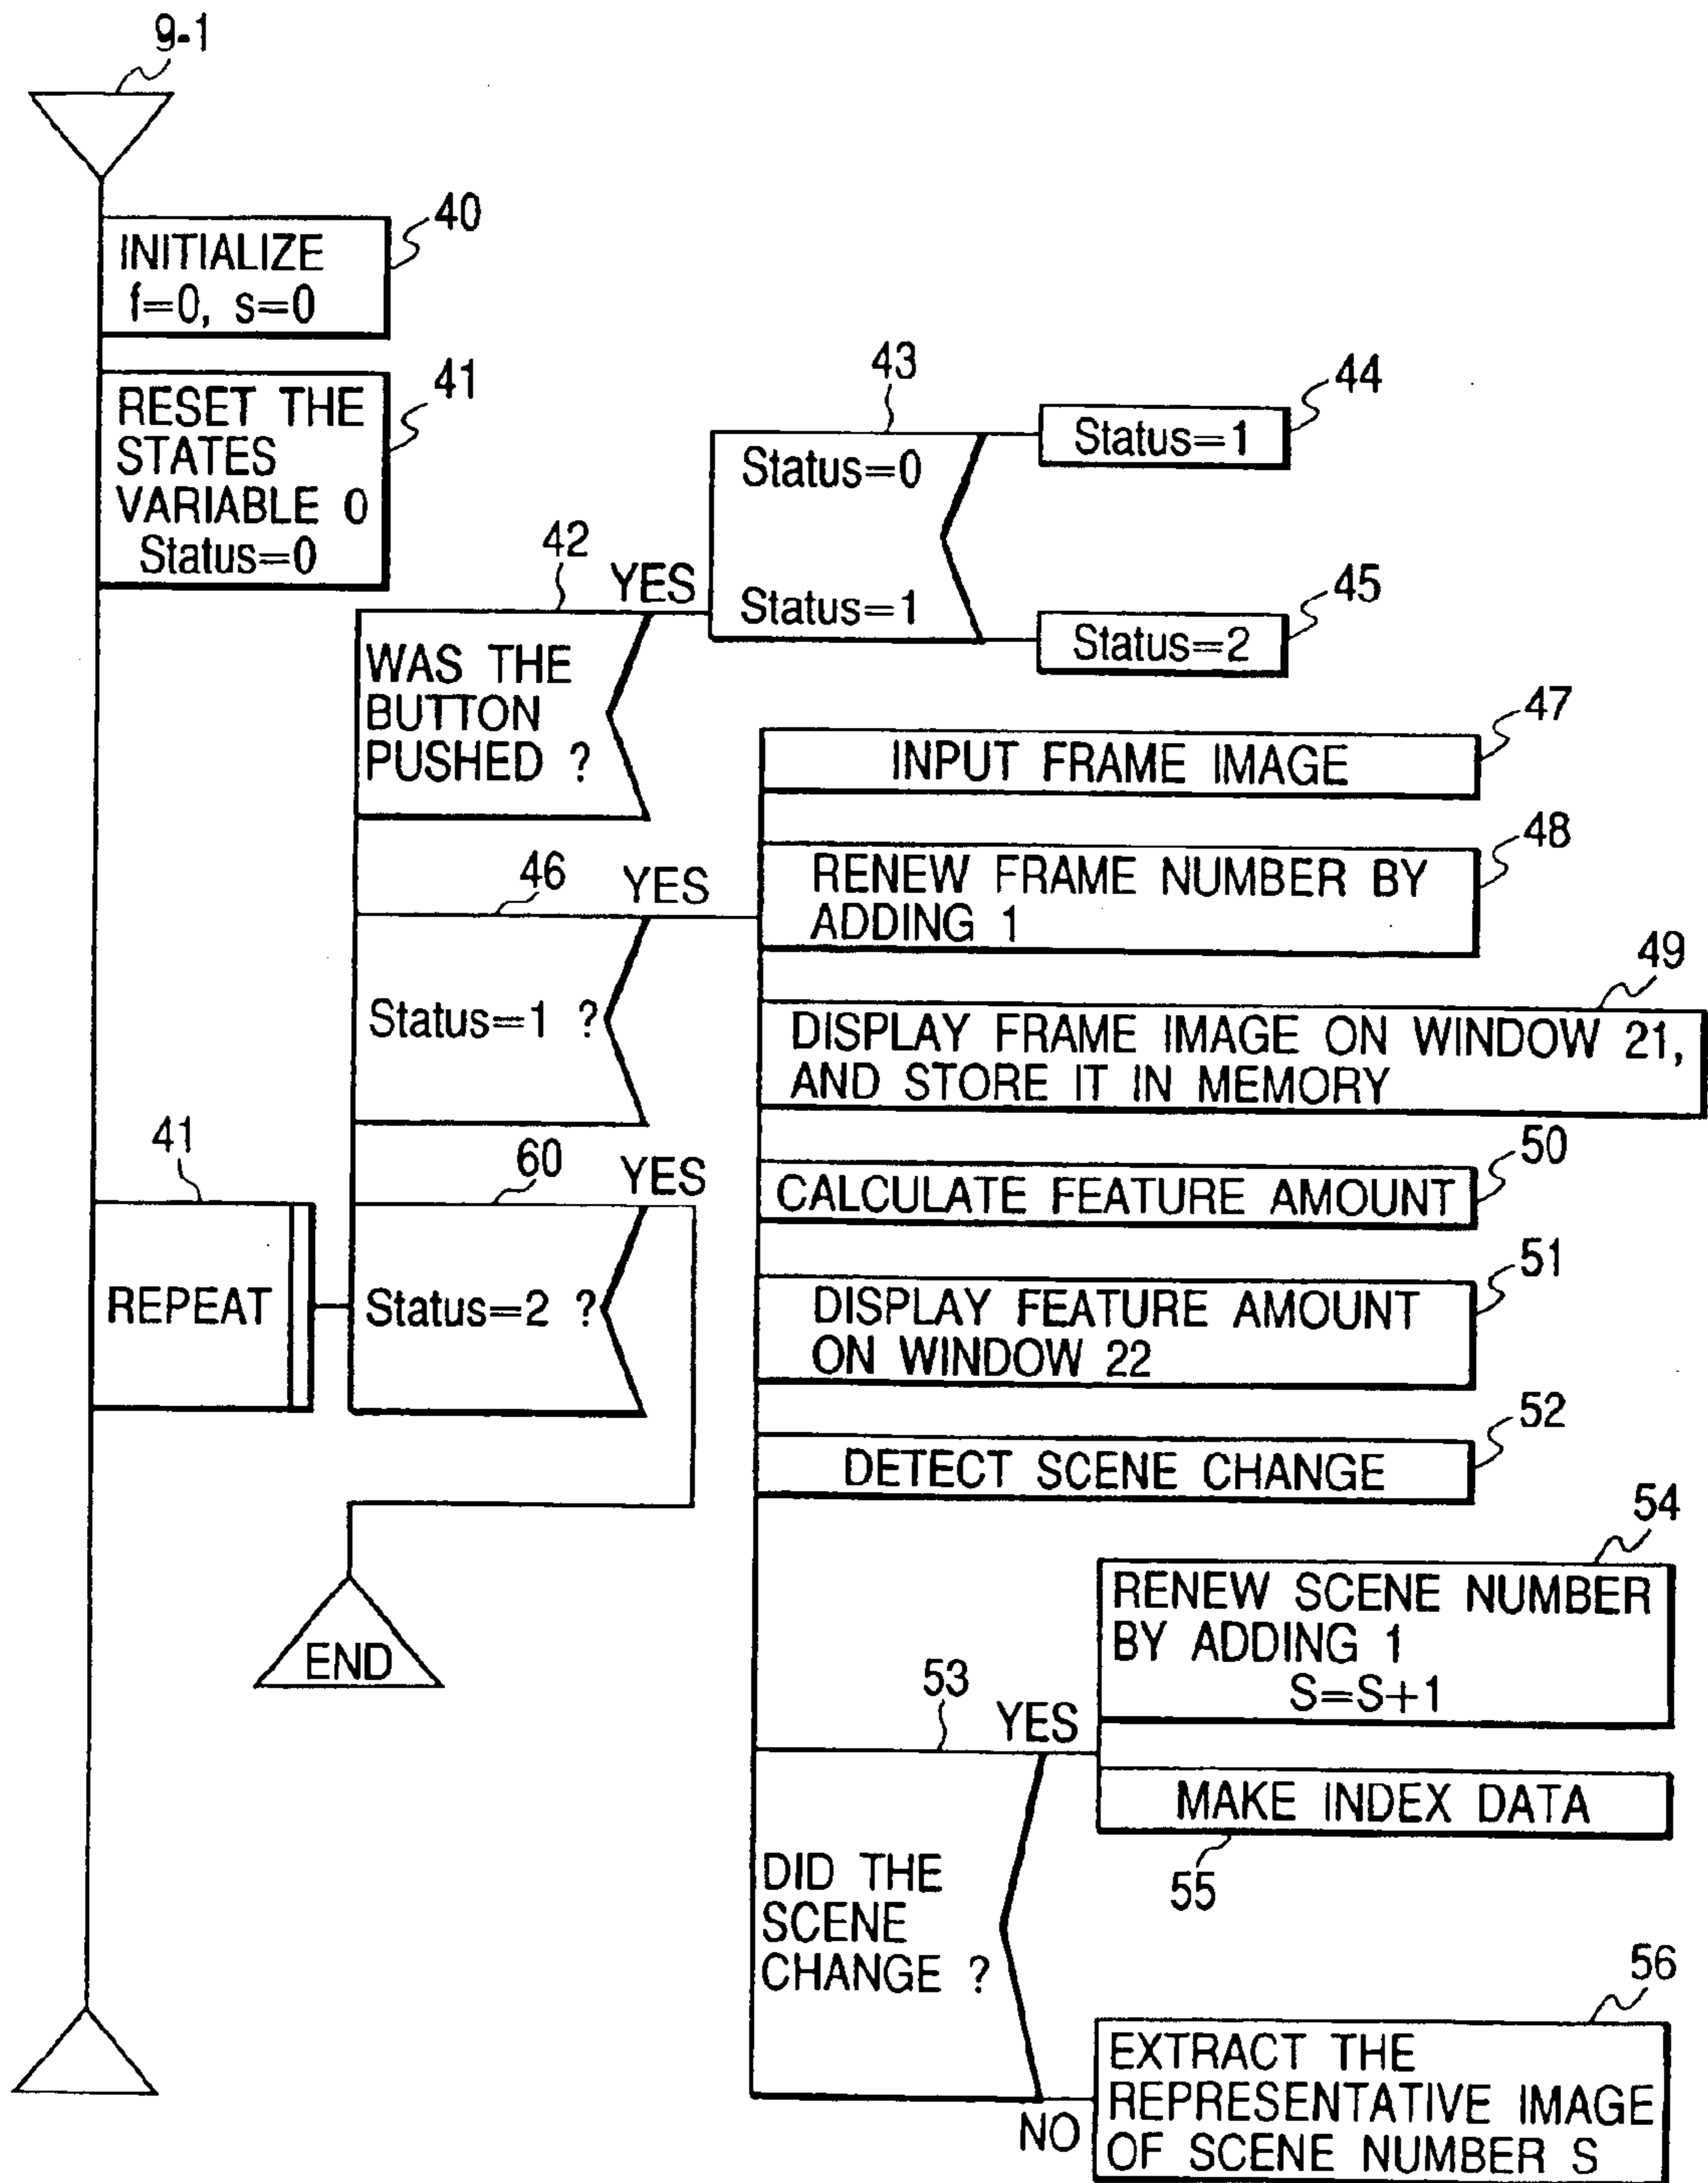 9-1
40
INITIALIZE
f=0, s=0
41
RESET THE
STATES
VARIABLE 0
Status=0
43
44
Status=0
Status=1
Status=1
45
Status=2
42
YES
WAS THE
BUTTON
PUSHED ?
47
INPUT FRAME IMAGE
48
RENEW FRAME NUMBER BY
ADDING 1
46
YES
Status=1 ?
49
DISPLAY FRAME IMAGE ON WINDOW 21,
AND STORE IT IN MEMORY
50
CALCULATE FEATURE AMOUNT
41
REPEAT
60
YES
Status=2 ?
51
DISPLAY FEATURE AMOUNT
ON WINDOW 22
52
DETECT SCENE CHANGE
END
54
RENEW SCENE NUMBER
BY ADDING 1
S=S+1
53
YES
MAKE INDEX DATA
55
DID THE
SCENE
CHANGE ?
56
NO
EXTRACT THE
REPRESENTATIVE IMAGE
OF SCENE NUMBER S